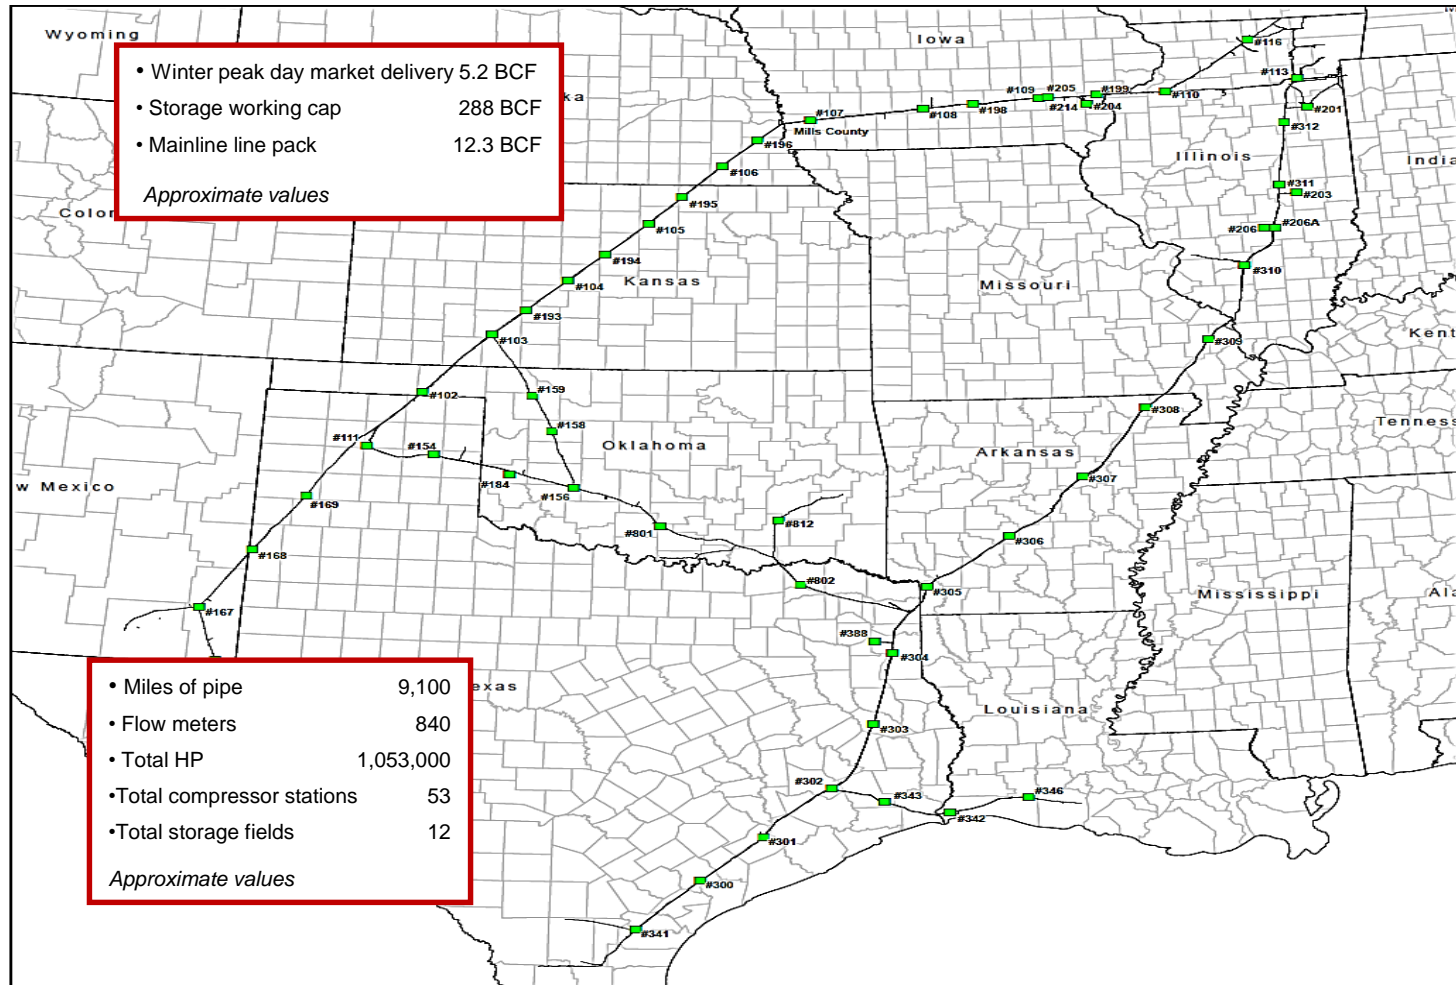 Wyoming
Iowa
#116
#113
• Winter peak day market delivery 5.2 BCF
• Storage working cap 288 BCF
• Mainline line pack 12.3 BCF
Approximate values
ka
#107
Mills County
#108
#198
#109
#205
#214
#199
#204
#110
#201
#312
#196
#106
Illinois
India
#311
#203
#195
Color
#105
#206
#206A
#194
#310
Kansas
Missouri
#104
#193
#103
#309
Kent
#102
#159
#308
#158
Tennes
#111
#154
Oklahoma
Arkansas
#184
#156
#307
w Mexico
#169
#801
#812
#306
#168
#802
#305
Mississippi
Ala
#167
#388
#304
• Miles of pipe 9,100
• Flow meters 840
• Total HP 1,053,000
•Total compressor stations 53
•Total storage fields 12
Approximate values
exas
Louisiana
#303
#302
#343
#346
#342
#301
#300
#341